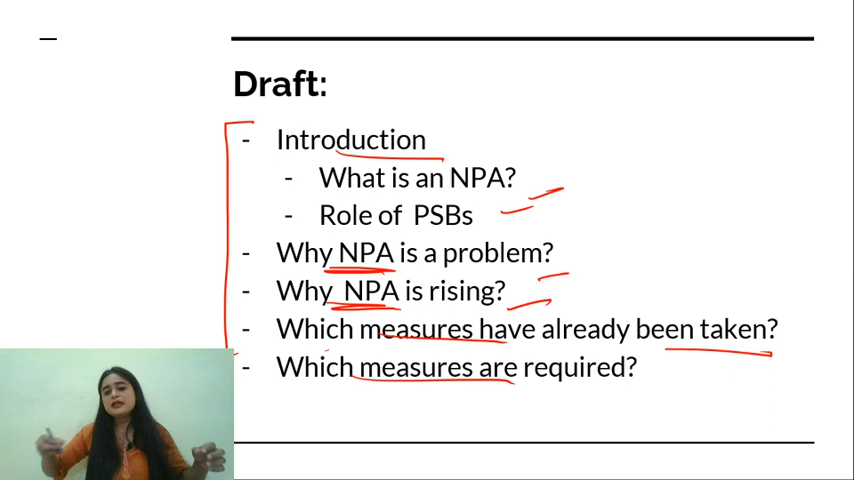 Draft:
- Introduction
- What is an NPA?
- Role of PSBs
- Why NPA is a problem?
- Why NPA is rising?
- Which measures have already been taken?
- Which measures are required?